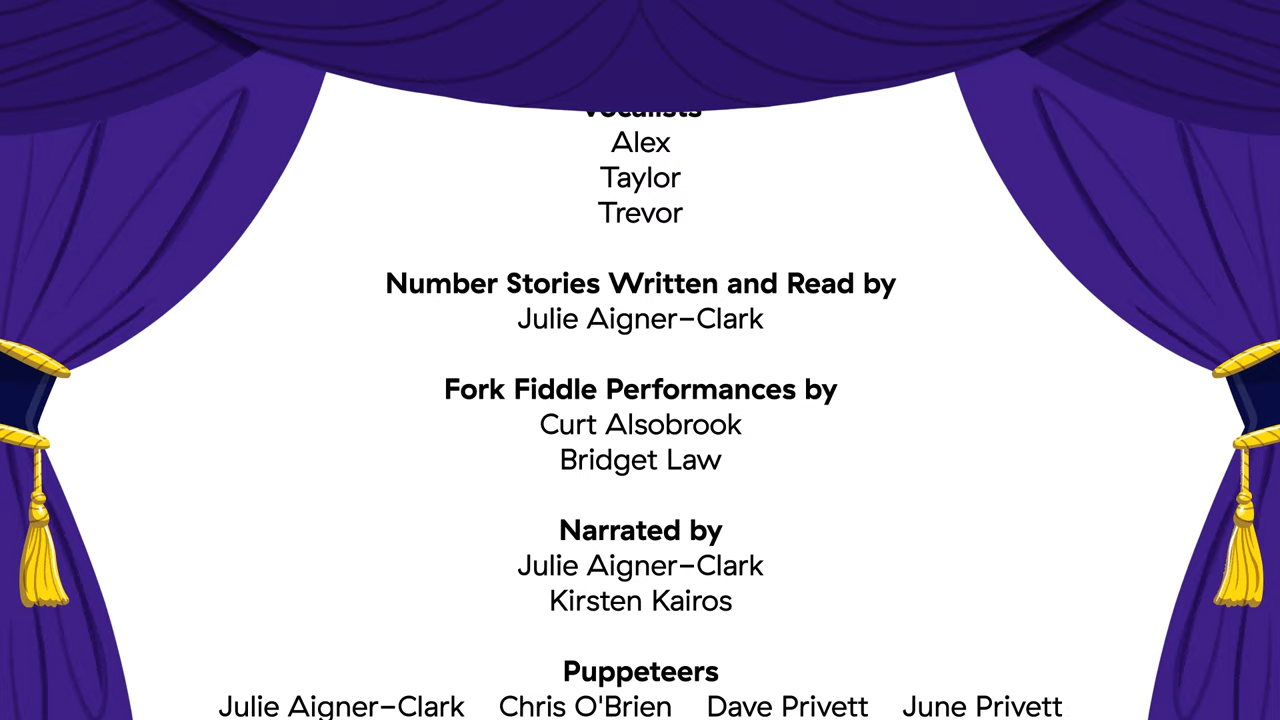 Vocalists
Alex
Taylor
Trevor
Number Stories Written and Read by
Julie Aigner-Clark
Fork Fiddle Performances by
Curt Alsobrook
Bridget Law
Narrated by
Julie Aigner-Clark
Kirsten Kairos
Puppeteers
Julie Aigner-Clark Chris O'Brien Dave Privett June Privett